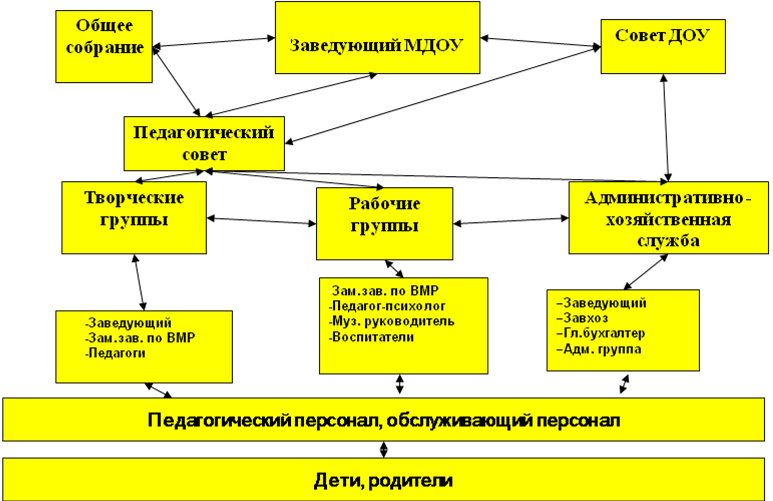 Общее
собрание
Заведующий МДОУ
Совет ДОУ
Педагогический
совет
Творческие
группы
Рабочие
группы
Административно-
хозяйственная
служба
-Заведующий
-Зам.зав. по ВМР
-Педагоги
Зам.зав. по ВМР
-Педагог-психолог
-Муз. руководитель
-Воспитатели
–Заведующий
–Завхоз
–Гл.бухгалтер
–Адм. группа
Педагогический персонал, обслуживающий персонал
Дети, родители